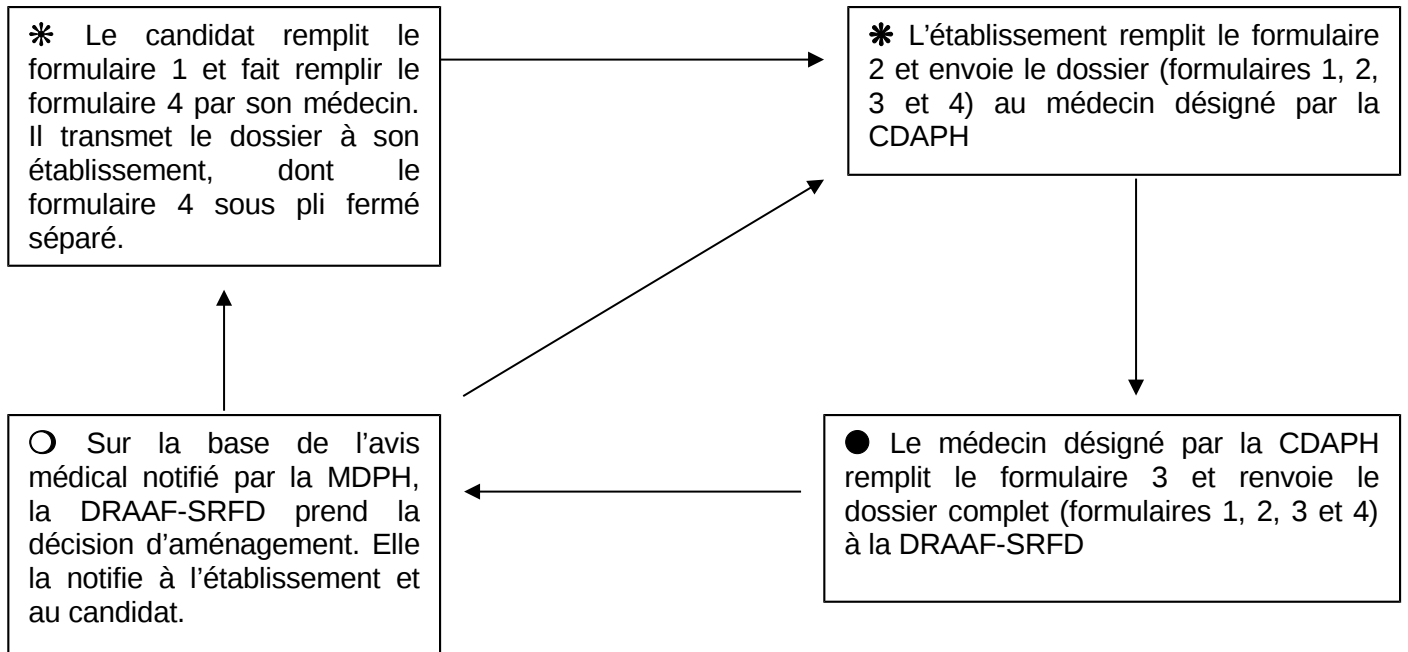 ❊ Le candidat remplit le
formulaire 1 et fait remplir le
formulaire 4 par son médecin.
Il transmet le dossier à son
établissement, dont le
formulaire 4 sous pli fermé
séparé.
❋ L'établissement remplit le formulaire
2 et envoie le dossier (formulaires 1, 2,
3 et 4) au médecin désigné par la
CDAPH
● Le médecin désigné par la CDAPH
remplit le formulaire 3 et renvoie le
dossier complet (formulaires 1, 2, 3 et 4)
à la DRAAF-SRFD
❍ Sur la base de l’avis
médical notifié par la MDPH,
la DRAAF-SRFD prend la
décision d’aménagement. Elle
la notifie à l’établissement et
au candidat.